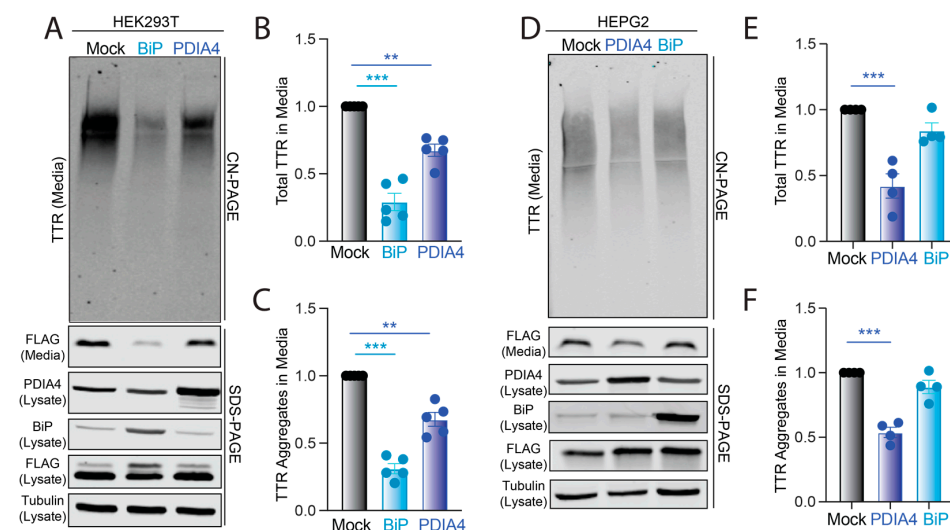 A
HEK293T
Mock BiP PDIA4
TTR (Media)
CN-PAGE
FLAG
(Media)
PDIA4
(Lysate)
BiP
(Lysate)
FLAG
(Lysate)
Tubulin
(Lysate)
SDS-PAGE
B
Total TTR in Media
1.5
1.0
0.5
0.0
**
***
Mock BiP PDIA4
C
TTR Aggregates in Media
1.5
1.0
0.5
0.0
**
***
Mock BiP PDIA4
D
HEPG2
Mock PDIA4 BiP
TTR (Media)
CN-PAGE
FLAG
(Media)
PDIA4
(Lysate)
BiP
(Lysate)
FLAG
(Lysate)
Tubulin
(Lysate)
SDS-PAGE
E
Total TTR in Media
1.5
1.0
0.5
0.0
***
Mock PDIA4 BiP
F
TTR Aggregates in Media
1.5
1.0
0.5
0.0
***
Mock PDIA4 BiP